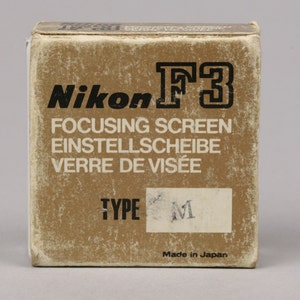 Nikon F3
FOCUSING SCREEN
EINSTELLSCHEIBE
VERRE DE VISÉE
TYPE M
Made in Japan